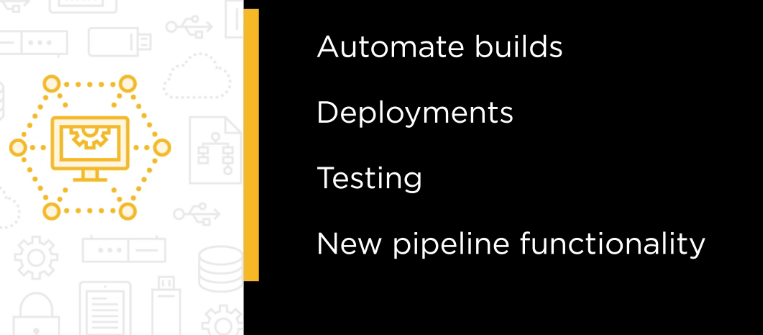 Automate builds
Deployments
Testing
New pipeline functionality